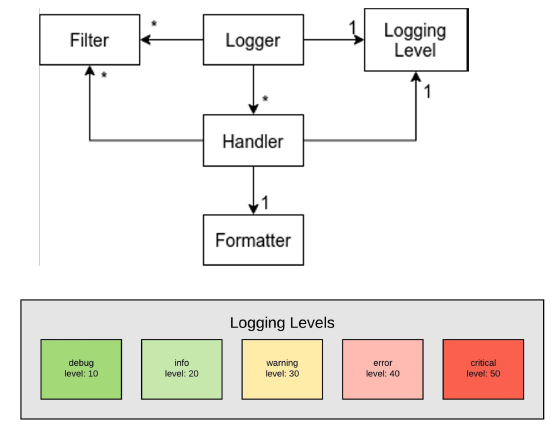 *
1
Filter
Logger
Logging
Level
*
*
1
Handler
1
Formatter
Logging Levels
debug
level: 10
info
level: 20
warning
level: 30
error
level: 40
critical
level: 50